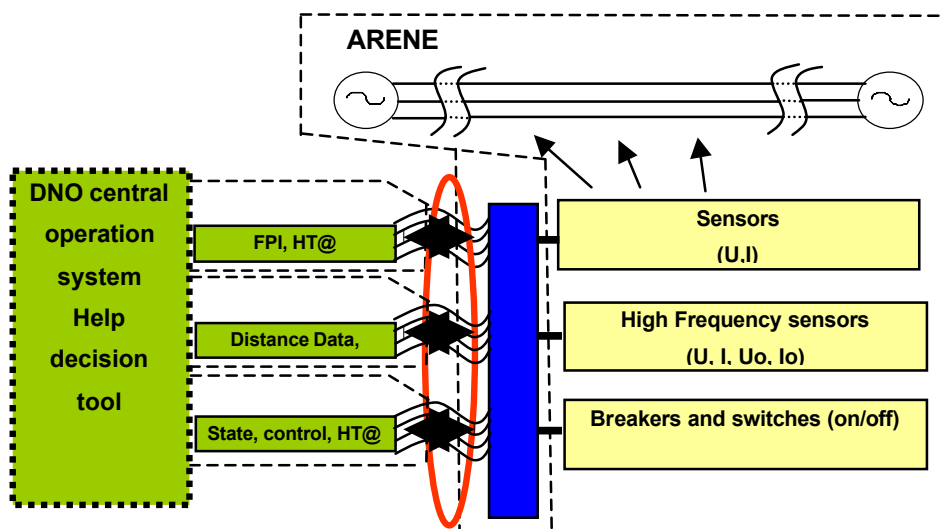 ARENE
DNO central
operation
system
Help
decision
tool
FPI, HT@
Distance Data,
State, control, HT@
Sensors
(U,I)
High Frequency sensors
(U, I, Uo, Io)
Breakers and switches (on/off)